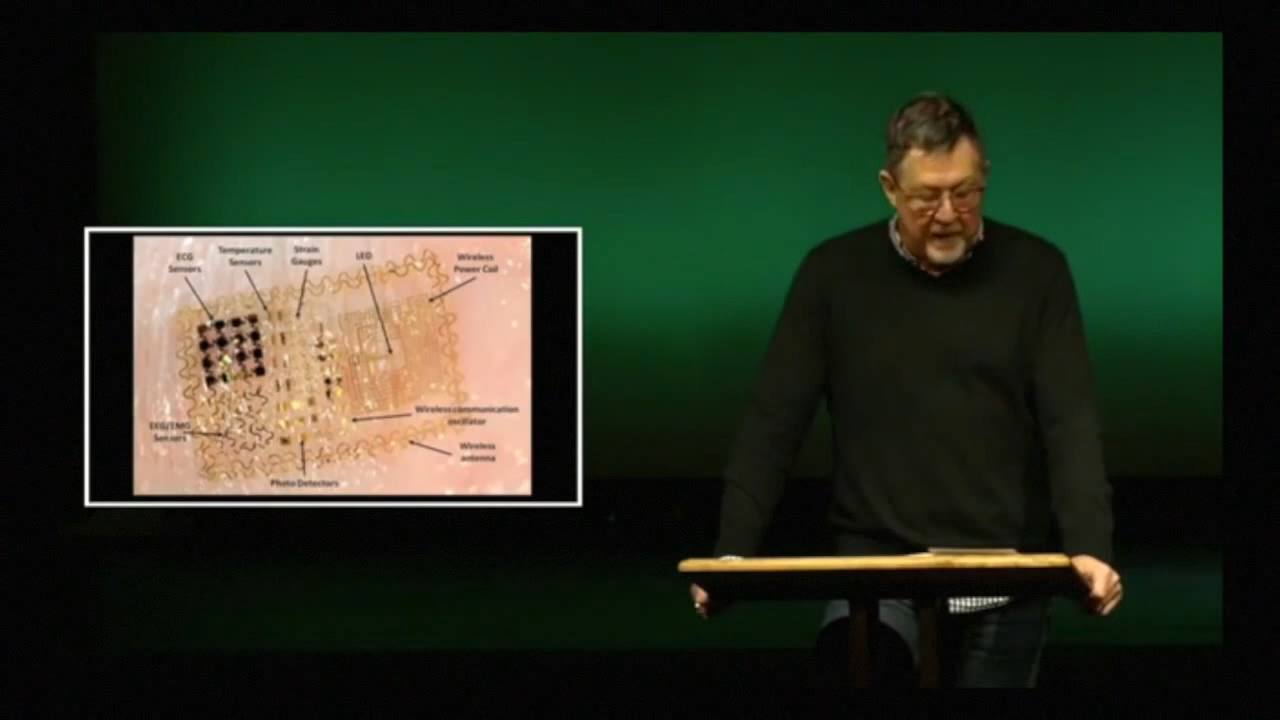 ECG
Sensors
Temperature
Sensors
Strain
Gauges
LED
Wireless
Power Coil
EEG/EMG
Sensors
Wireless communication
oscillator
Wireless
antenna
Photo Detectors